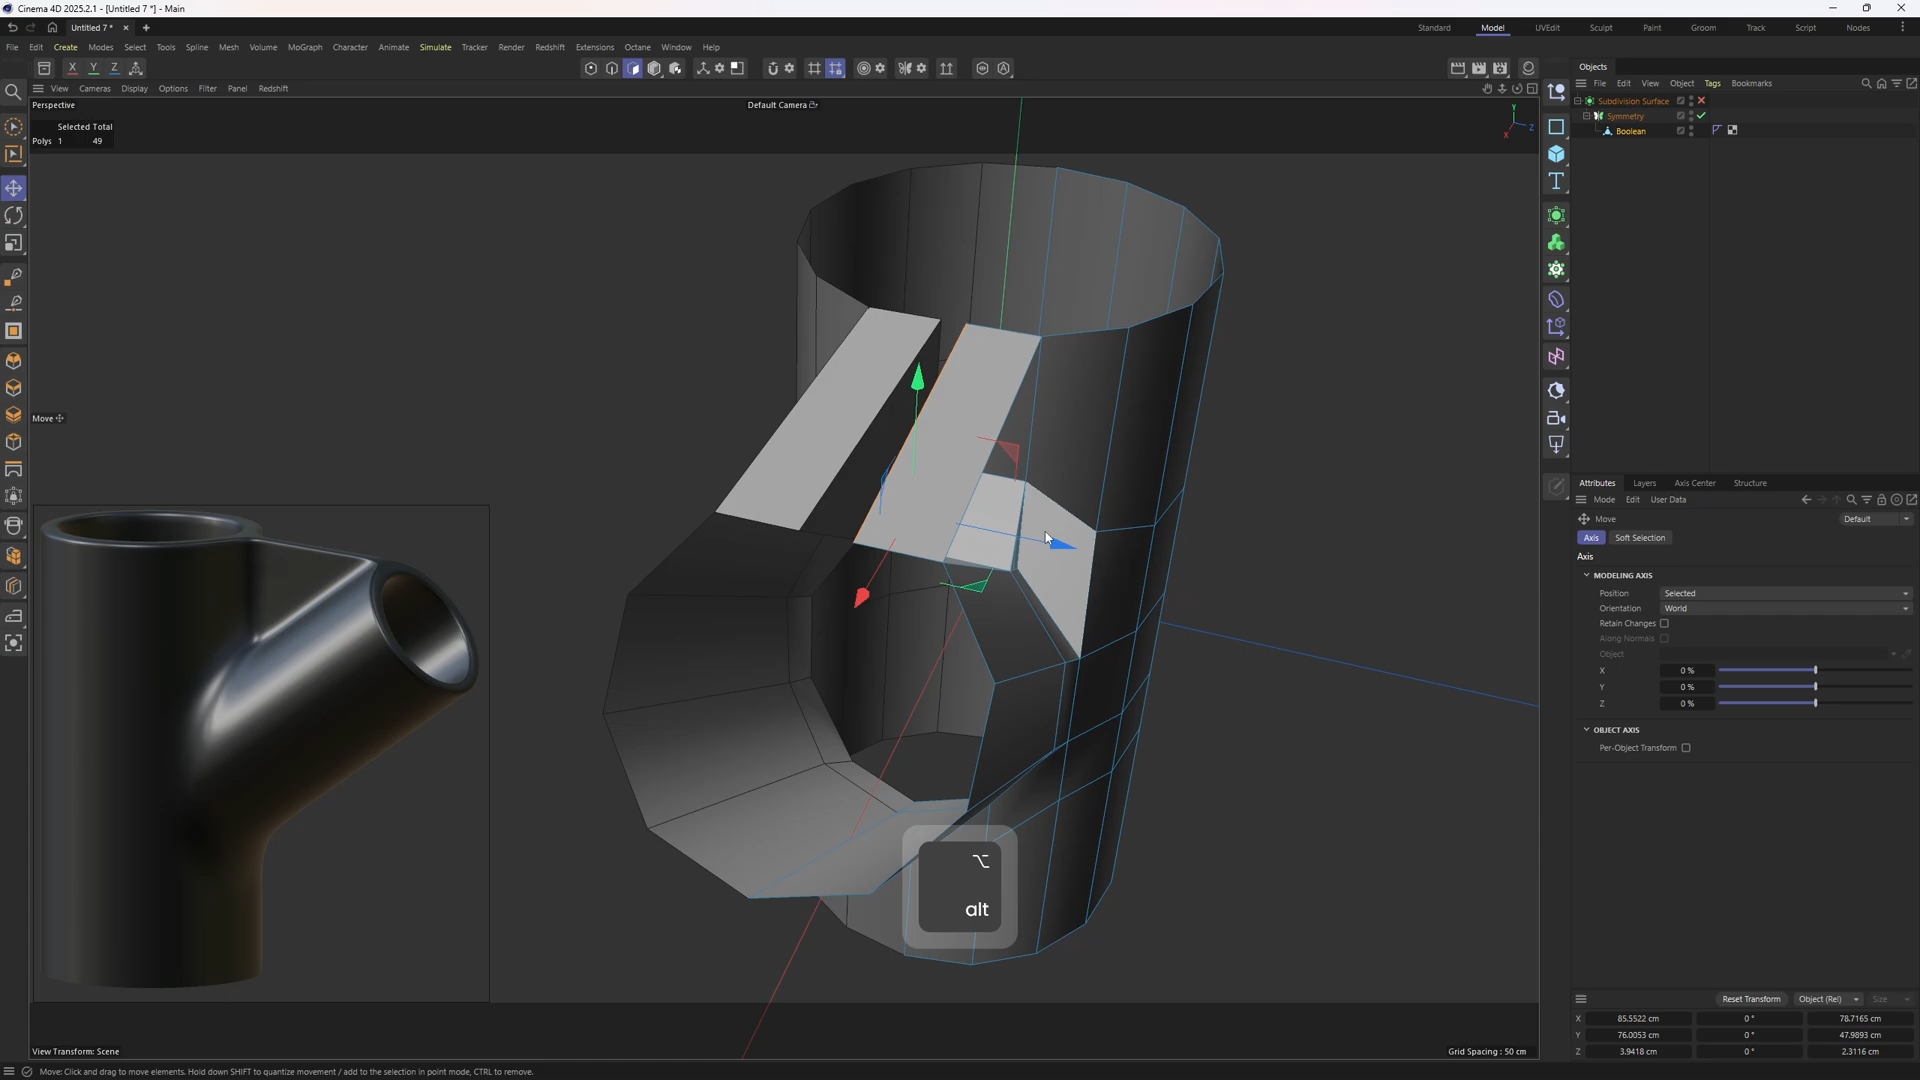 Cinema 4D 2025.2.1 - [Untitled 7 *] - Main
Untitled 7 *
Standard
Model
UVEdit
Sculpt
Paint
Groom
Track
Script
Nodes
File Edit Create Modes Select Tools Spline Mesh Volume MoGraph Character Animate Simulate Tracker Render Redshift Extensions Octane Window Help
X Y Z
Objects
View Cameras Display Options Filter Panel Redshift
File Edit View Object Tags Bookmarks
Perspective
Default Camera
Subdivision Surface
Symmetry
Boolean
Selected Total
Polys 1 49
Y
Z
X
Move
Attributes Layers Axis Center Structure
Mode Edit User Data
Move
Default
Axis
Soft Selection
Axis
MODELING AXIS
Position Selected
Orientation World
Retain Changes
Along Normals
Object
X 0 %
Y 0 %
Z 0 %
OBJECT AXIS
Per-Object Transform
⌥
alt
Reset Transform
Object (Rel)
Size
X 85.5522 cm 0 ° 78.7165 cm
Y 76.0053 cm 0 ° 47.9893 cm
Z 3.9418 cm 0 ° 2.3116 cm
View Transform: Scene
Grid Spacing : 50 cm
Move: Click and drag to move elements. Hold down SHIFT to quantize movement / add to the selection in point mode, CTRL to remove.